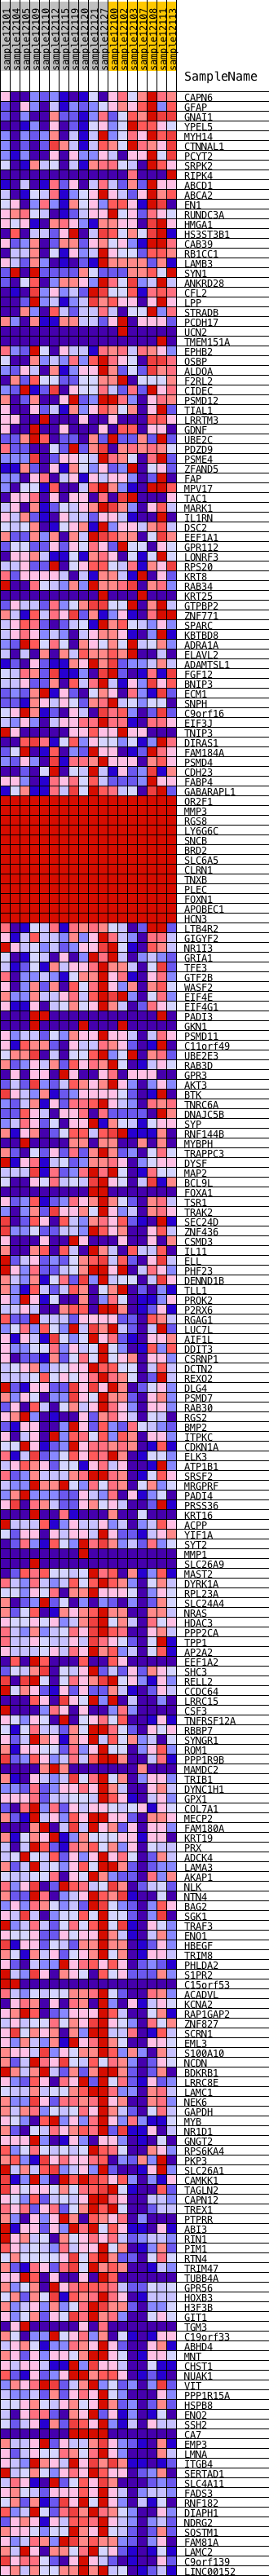 sample12101
sample12104
sample12105
sample12109
sample12110
sample12112
sample12119
sample12120
sample12121
sample12127
sample12100
sample12102
sample12103
sample12107
sample12108
sample12111
sample12113
SampleName
CAPN6
GFAP
GNAI1
YPEL5
MYH14
CTNNAL1
PCYT2
SRPK2
RIPK4
ABCD1
ABCA2
EN1
RUNDC3A
HMGA1
HS3ST3B1
CAB39
RB1CC1
LAMB3
SYN1
ANKRD28
CFL2
LPP
STRADB
PCDH17
UCN2
TMEM151A
EPHB2
OSBP
ALDOA
F2RL2
CIDEC
PSMD12
TIAL1
LRRTM3
GDNF
UBE2C
PDZD9
PSME4
ZFAND5
FAP
MPV17
TAC1
MARK1
IL1RN
DSC2
EEF1A1
GPR112
LONRF3
RPS20
KRT8
RAB34
KRT25
GTPBP2
ZNF771
SPARC
KBTBD8
ADRA1A
ELAVL2
ADAMTSL1
FGF12
BNIP3
ECM1
SNPH
C9orf16
EIF3J
TNIP3
DIRAS1
FAM184A
PSMD4
CDH23
FABP4
GABARAPL1
OR2F1
MMP3
RGS8
LY6G6C
SNCB
BRD2
SLC6A5
CLRN1
TNXB
PLEC
FOXN1
APOBEC1
HCN3
LTB4R2
GIGYF2
NR1I3
GRIA1
TFE3
GTF2B
WASF2
EIF4E
EIF4G1
PADI3
GKN1
PSMD11
C11orf49
UBE2E3
RAB3D
GPR3
AKT3
BTK
TNRC6A
DNAJC5B
SYP
RNF144B
MYBPH
TRAPPC3
DYSF
MAP2
BCL9L
FOXA1
TSR1
TRAK2
SEC24D
ZNF436
CSMD3
IL11
ELL
PHF23
DENND1B
TLL1
PROK2
P2RX6
RGAG1
LUC7L
AIF1L
DDIT3
CSRNP1
DCTN2
REXO2
DLG4
PSMD7
RAB30
RGS2
BMP2
ITPKC
CDKN1A
ELK3
ATP1B1
SRSF2
MRGPRF
PADI4
PRSS36
KRT16
ACPP
YIF1A
SYT2
MMP1
SLC26A9
MAST2
DYRK1A
RPL23A
SLC24A4
NRAS
HDAC3
PPP2CA
TPP1
AP2A2
EEF1A2
SHC3
RELL2
CCDC64
LRRC15
CSF3
TNFRSF12A
RBBP7
SYNGR1
ROM1
PPP1R9B
MAMDC2
TRIB1
DYNC1H1
GPX1
COL7A1
MECP2
FAM180A
KRT19
PRX
ADCK4
LAMA3
AKAP1
NLK
NTN4
BAG2
SGK1
TRAF3
ENO1
HBEGF
TRIM8
PHLDA2
S1PR2
C15orf53
ACADVL
KCNA2
RAP1GAP2
ZNF827
SCRN1
EML3
S100A10
NCDN
BDKRB1
LRRC8E
LAMC1
NEK6
GAPDH
MYB
NR1D1
GNGT2
RPS6KA4
PKP3
SLC26A1
CAMKK1
TAGLN2
CAPN12
TREX1
PTPRR
ABI3
RIN1
PIM1
RTN4
TRIM47
TUBB4A
GPR56
HOXB3
H3F3B
GIT1
TGM3
C19orf33
ABHD4
MNT
CHST1
NUAK1
VIT
PPP1R15A
HSPB8
ENO2
SSH2
CA7
EMP3
LMNA
ITGB4
SERTAD1
SLC4A11
FADS3
RNF182
DIAPH1
NDRG2
SOSTM1
FAM81A
LAMC2
C9orf139
LINC00152